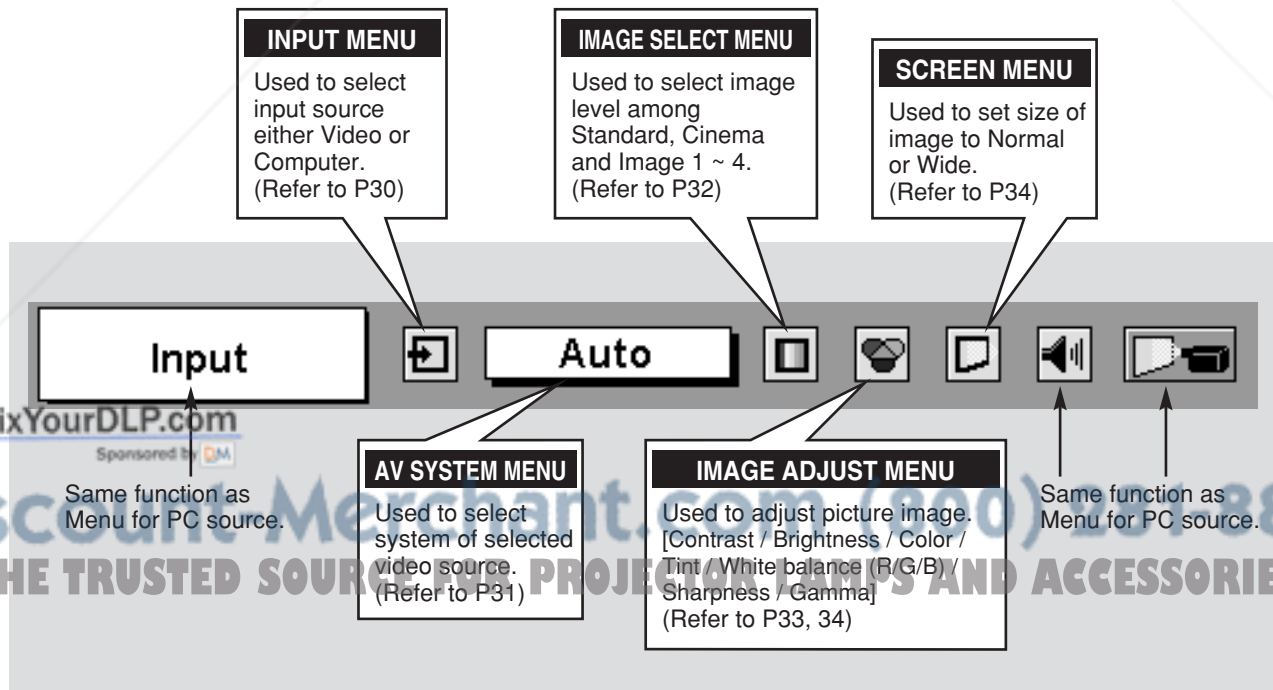 INPUT MENU
Used to select
input source
either Video or
Computer.
(Refer to P30)
IMAGE SELECT MENU
Used to select image
level among
Standard, Cinema
and Image 1 ~ 4.
(Refer to P32)
SCREEN MENU
Used to set size of
image to Normal
or Wide.
(Refer to P34)
Input
Auto
ixYourDLP.com
Sponsored by DM
Same function as
Menu for PC source.
AV SYSTEM MENU
Used to select
system of selected
video source.
(Refer to P31)
IMAGE ADJUST MENU
Used to adjust picture image.
[Contrast / Brightness / Color /
Tint / White balance (R/G/B) /
Sharpness / Gamma]
(Refer to P33, 34)
Same function as
Menu for PC source.
scount-Merchant.com (800) 281-88
HE TRUSTED SOURCE FOR PROJECTOR LAMPS AND ACCESSORIE